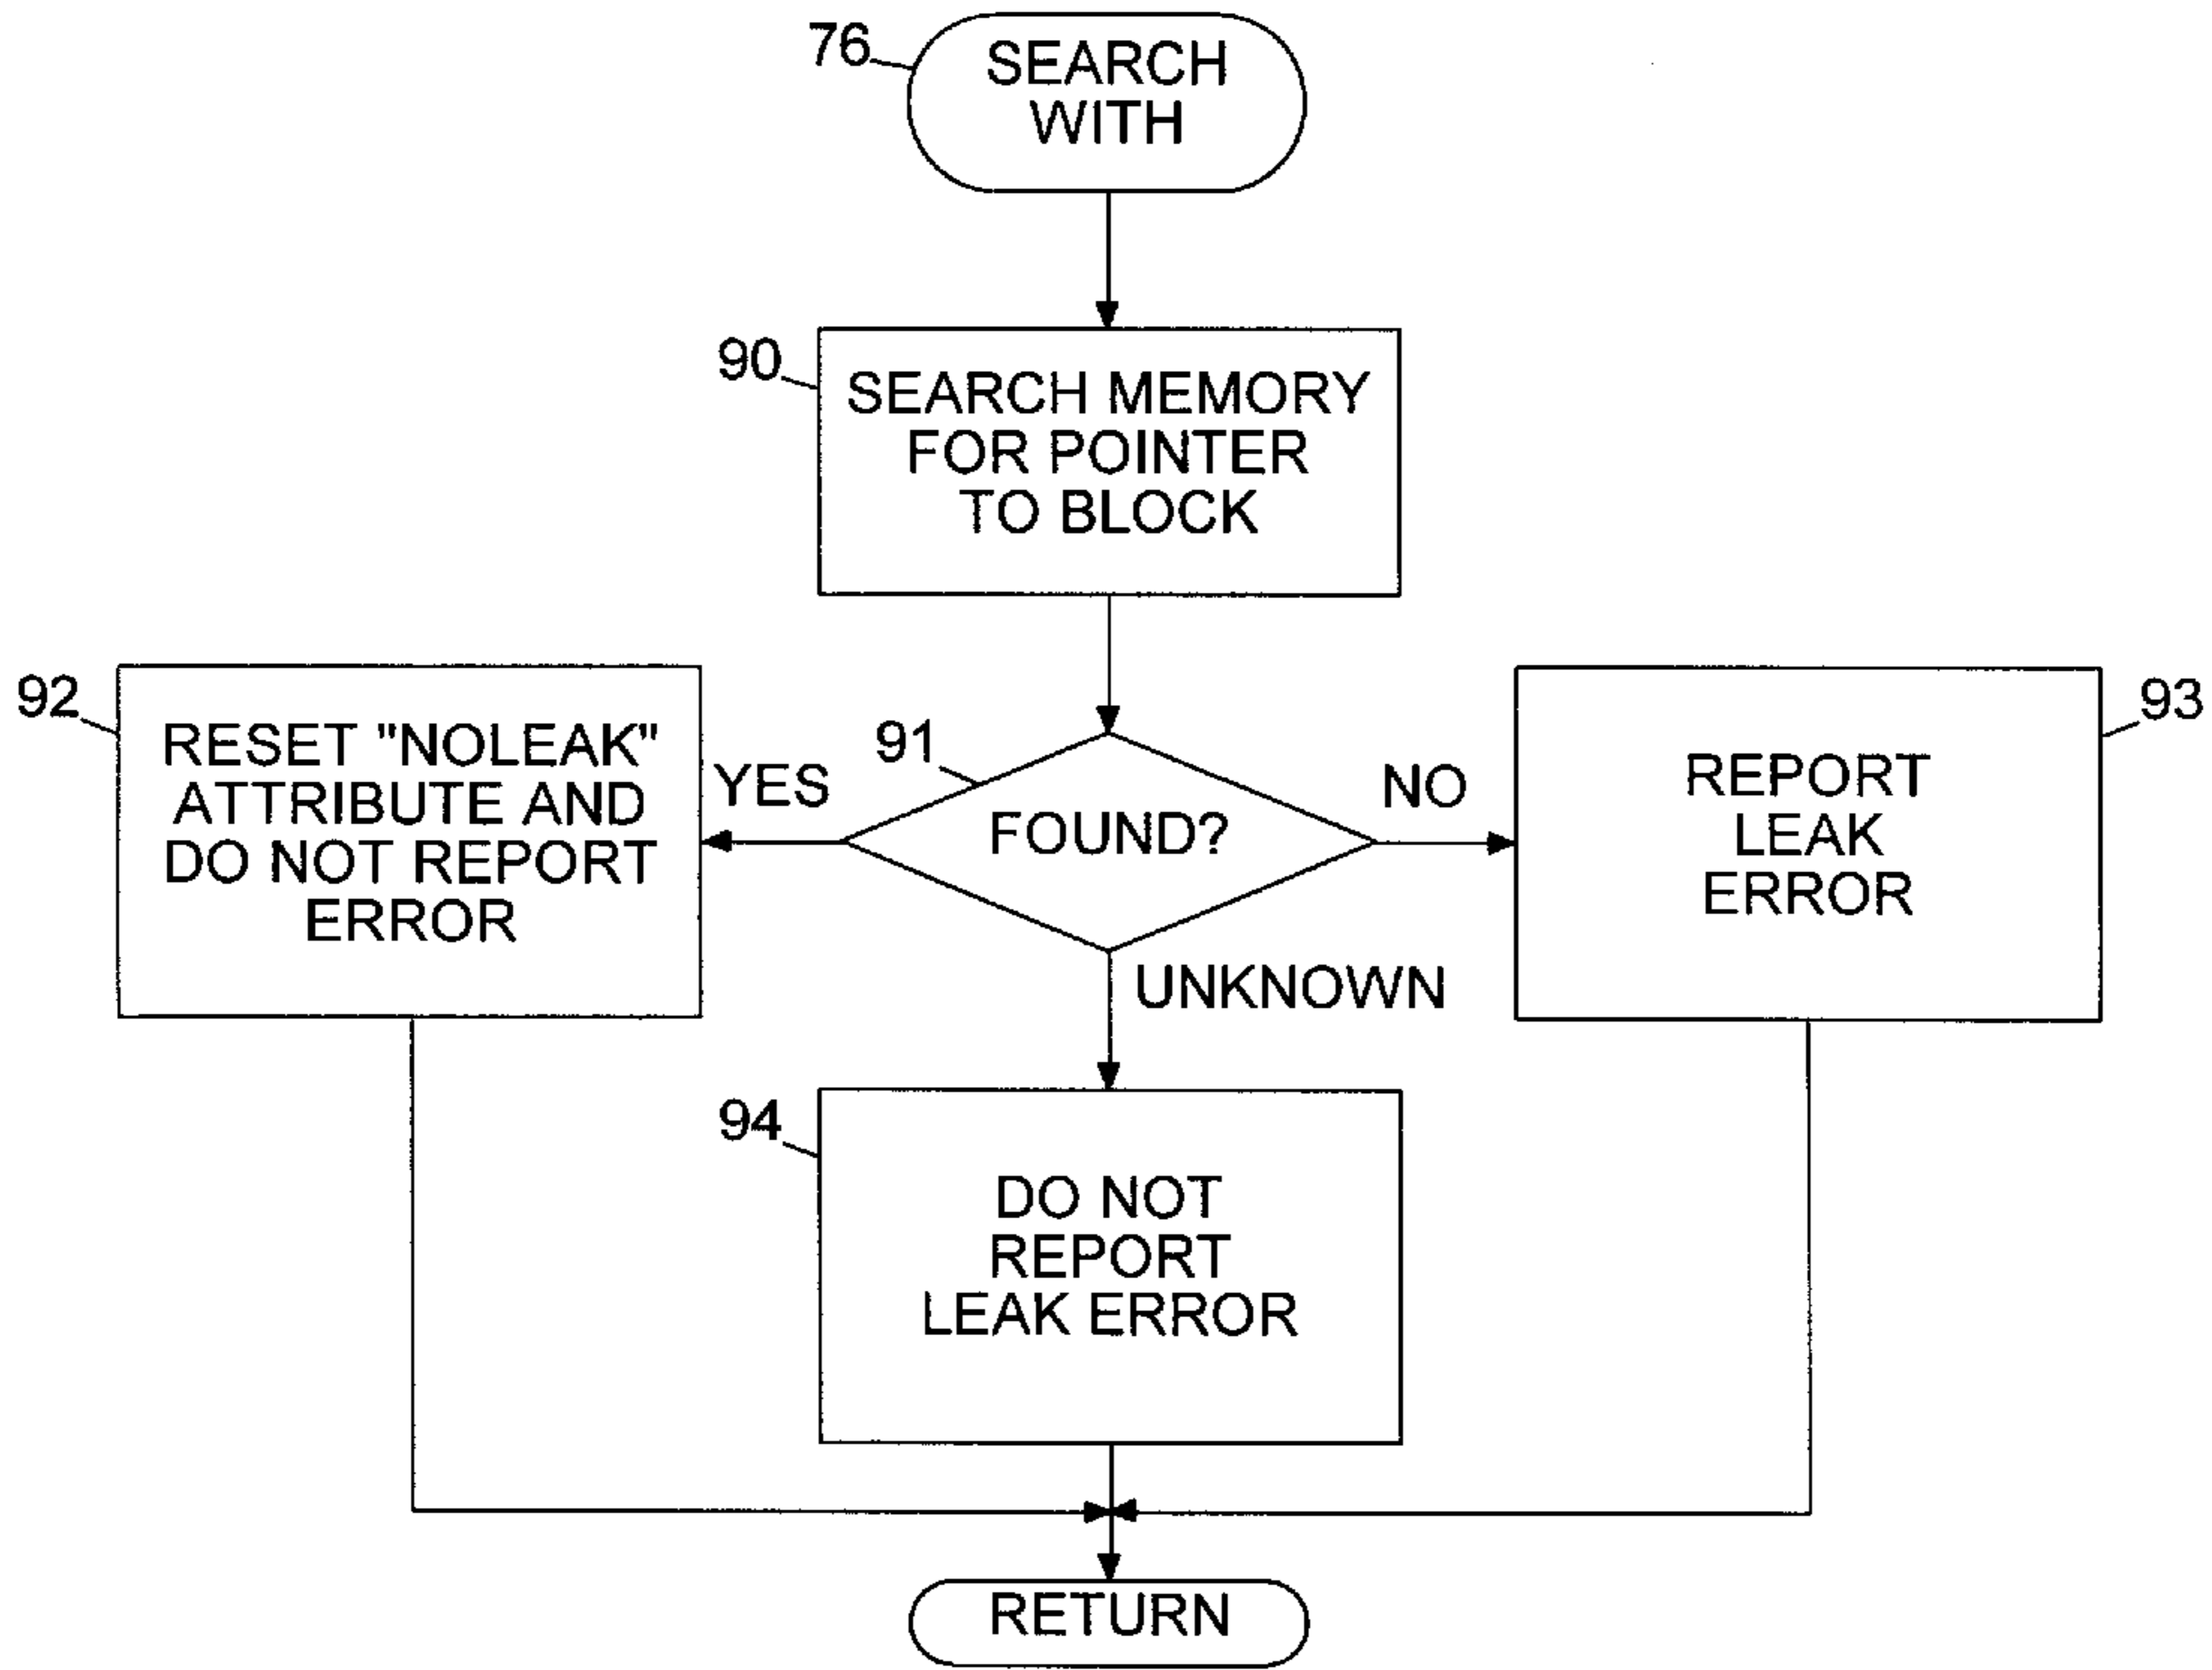 76
SEARCH
WITH
90
SEARCH MEMORY
FOR POINTER
TO BLOCK
92
RESET "NOLEAK"
ATTRIBUTE AND
DO NOT REPORT
ERROR
YES
91
FOUND?
NO
93
REPORT
LEAK
ERROR
UNKNOWN
94
DO NOT
REPORT
LEAK ERROR
RETURN